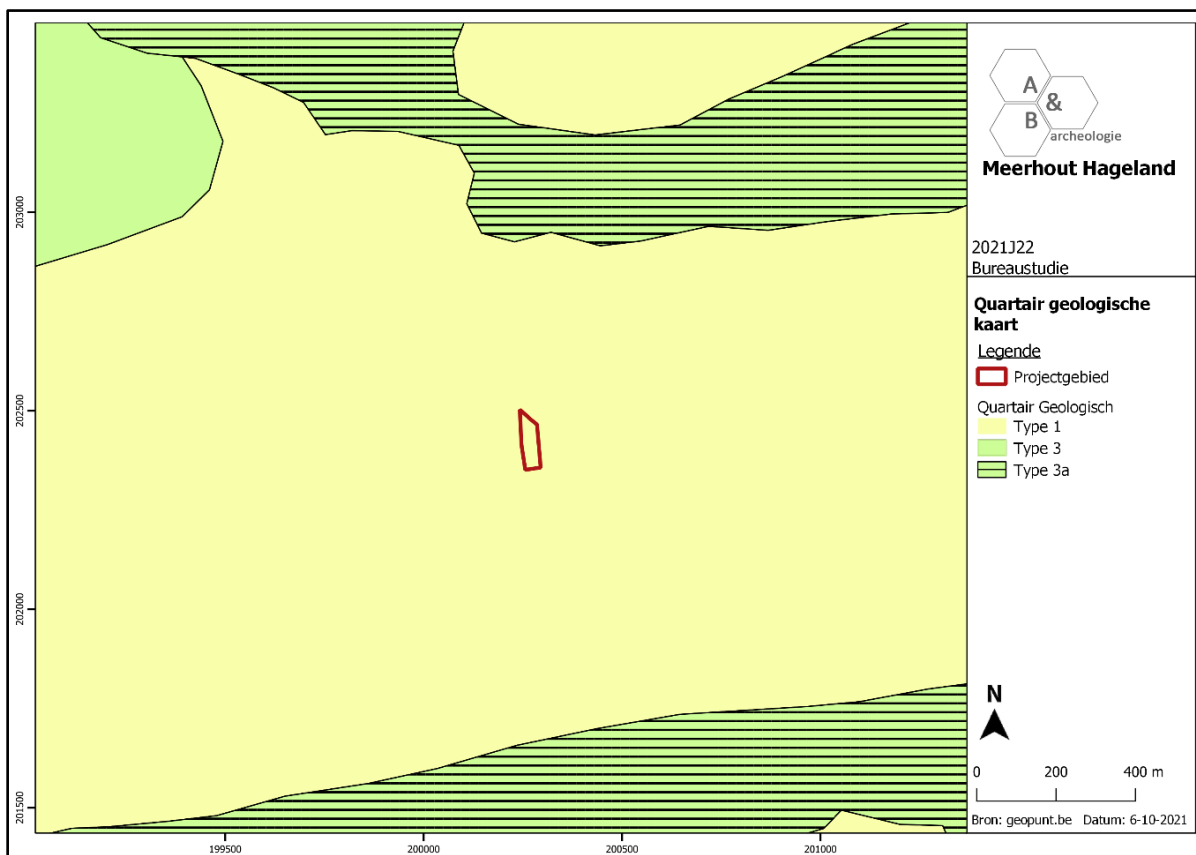 A
&
B
archeologie
Meerhout Hageland
2021J22
Bureaustudie
Quartair geologische
kaart
Legende
Projectgebied
Quartair Geologisch
Type 1
Type 3
Type 3a
N
0 200 400 m
Bron: geopunt.be Datum: 6-10-2021
203000
202500
202000
201500
199500 200000 200500 201000